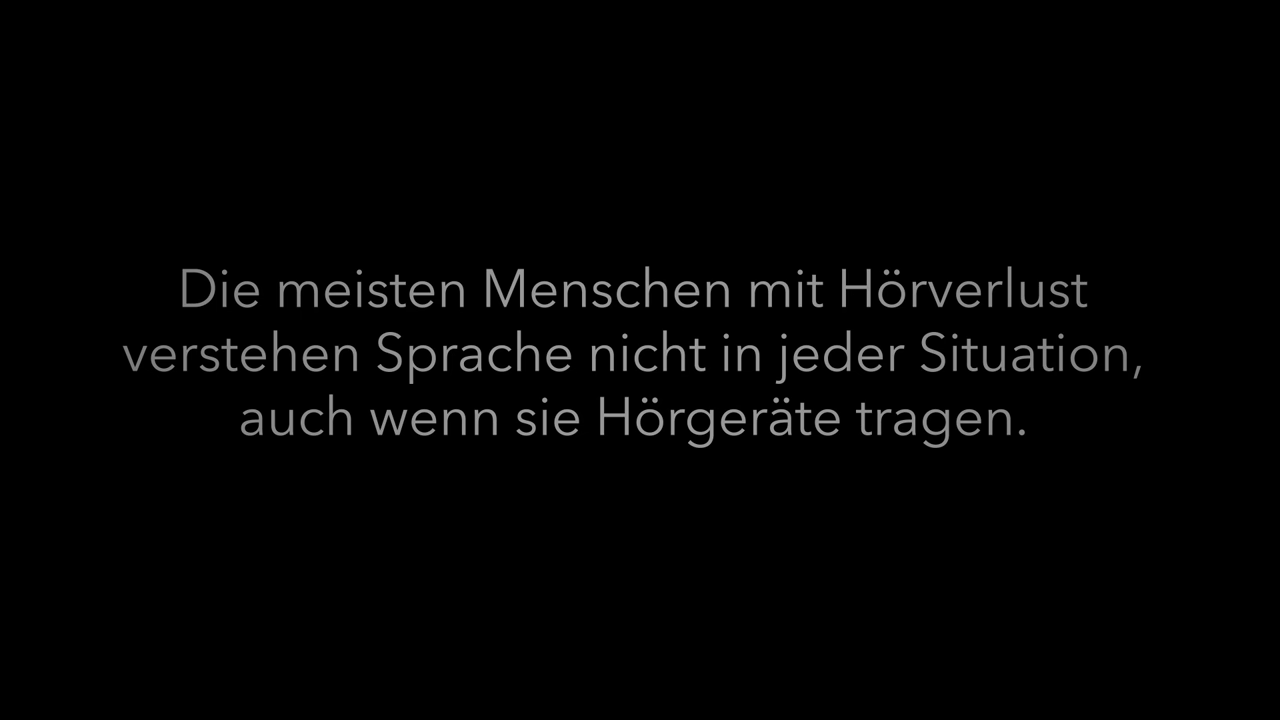 Die meisten Menschen mit Hörverlust
verstehen Sprache nicht in jeder Situation,
auch wenn sie Hörgeräte tragen.